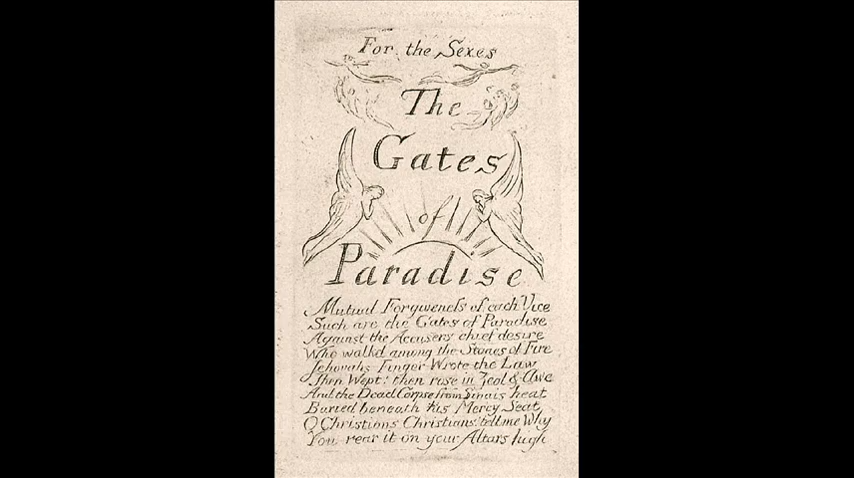 For the Sexes
The
Gates
of
Paradise
Mutual Forgiveneſs of each Vice
Such are the Gates of Paradise
Against the Accusers chief desire
Who walkd among the Stones of Fire
Jehovahs Finger Wrote the Law
Then Wept! then rose in Zeal & Awe
And the Dead Corpse from Sinais heat
Buried beneath his Mercy Seat
O Christians Christians! tell me Why
You rear it on your Altars high